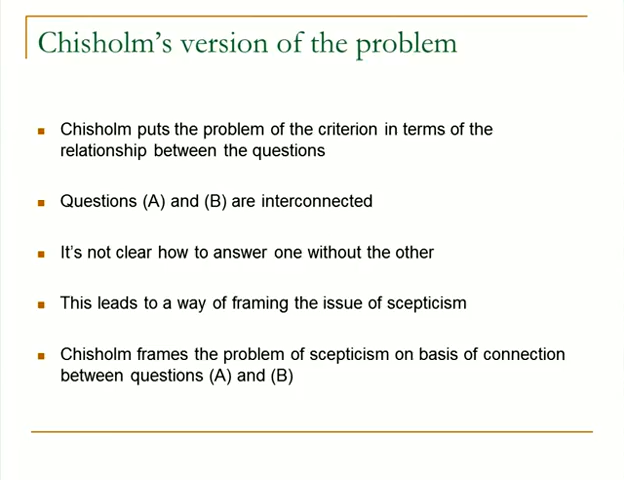 Chisholm's version of the problem
Chisholm puts the problem of the criterion in terms of the
relationship between the questions
Questions (A) and (B) are interconnected
It's not clear how to answer one without the other
This leads to a way of framing the issue of scepticism
Chisholm frames the problem of scepticism on basis of connection
between questions (A) and (B)